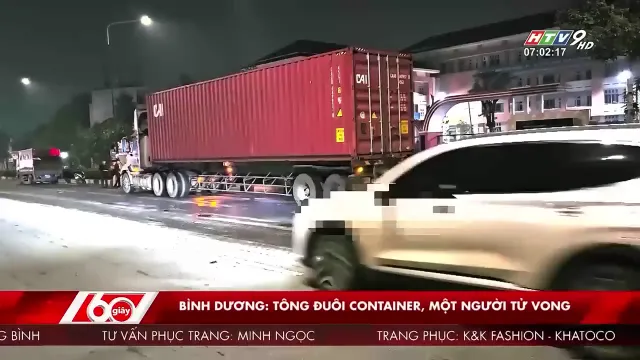 HTV9 HD
07:02:17
CAI
CAI
60 giây
BÌNH DƯƠNG: TÔNG ĐUÔI CONTAINER, MỘT NGƯỜI TỬ VONG
G BÌNH TƯ VẤN PHỤC TRANG: MINH NGỌC TRANG PHỤC: K&K FASHION - KHATOCO